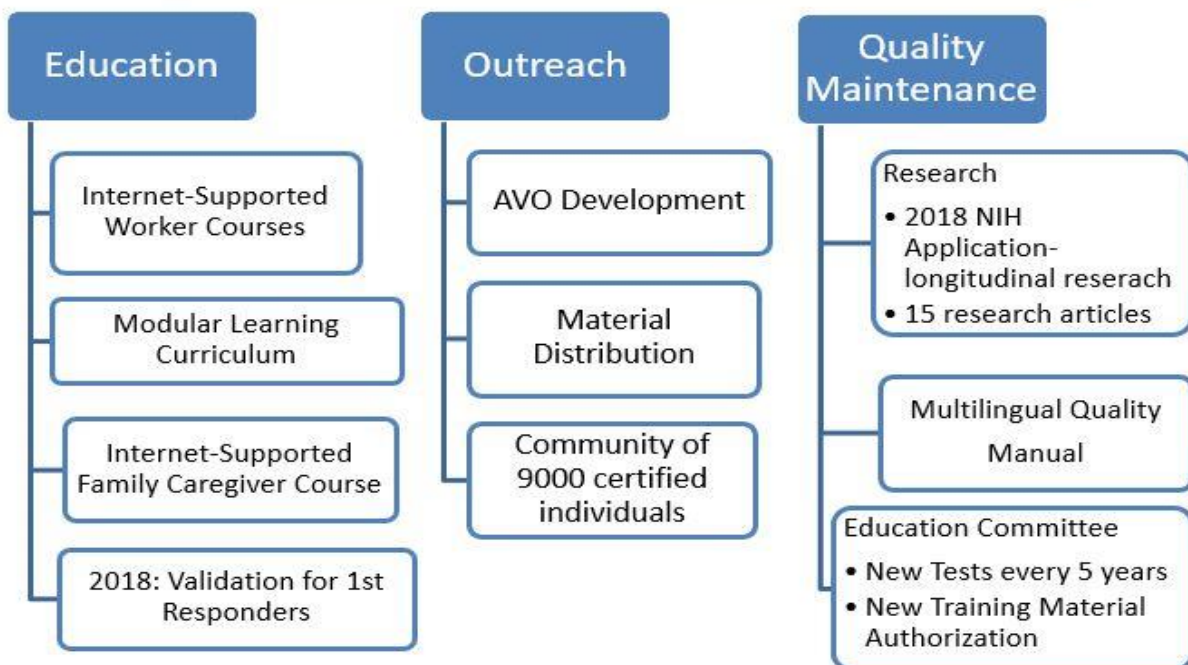 Education
Internet-Supported
Worker Courses
Modular Learning
Curriculum
Internet-Supported
Family Caregiver Course
2018: Validation for 1st
Responders
Outreach
AVO Development
Material
Distribution
Community of
9000 certified
individuals
Quality
Maintenance
Research
• 2018 NIH
Application-
longitudinal reserach
• 15 research articles
Multilingual Quality
Manual
Education Committee
• New Tests every 5 years
• New Training Material
Authorization